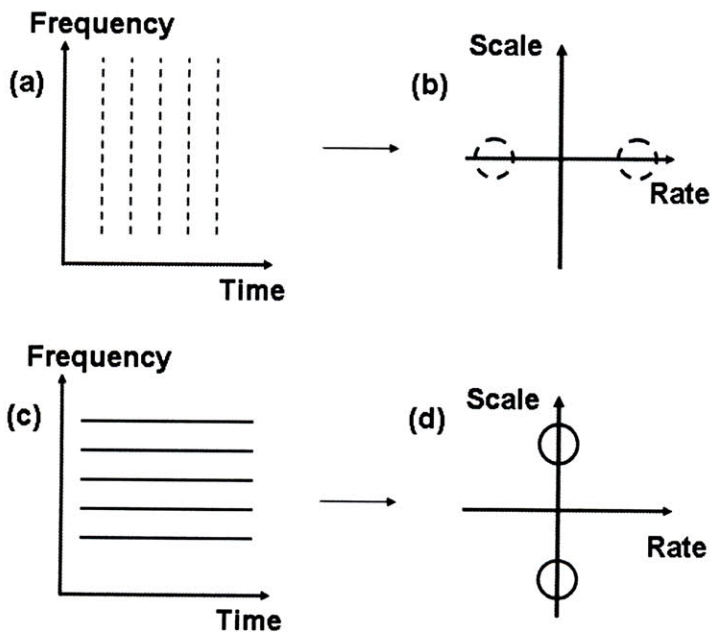 Frequency
(a)
Time
Scale
(b)
Rate
Frequency
(c)
Time
Scale
(d)
Rate